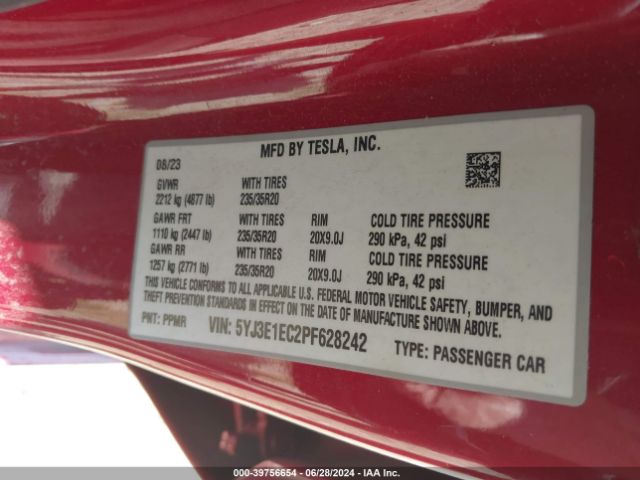 MFD BY TESLA, INC.
08/23
GVWR WITH TIRES
2212 kg (4877 lb) 235/35R20
GAWR FRT WITH TIRES RIM COLD TIRE PRESSURE
1110 kg (2447 lb) 235/35R20 20X9.0J 290 kPa, 42 psi
GAWR RR WITH TIRES RIM COLD TIRE PRESSURE
1257 kg (2771 lb) 235/35R20 20X9.0J 290 kPa, 42 psi
THIS VEHICLE CONFORMS TO ALL APPLICABLE U.S. FEDERAL MOTOR VEHICLE SAFETY, BUMPER, AND
THEFT PREVENTION STANDARDS IN EFFECT ON THE DATE OF MANUFACTURE SHOWN ABOVE.
PNT: PPMR VIN: 5YJ3E1EC2PF628242 TYPE: PASSENGER CAR
000-39756654 / 06/28/2024 / IAA Inc. Copyright